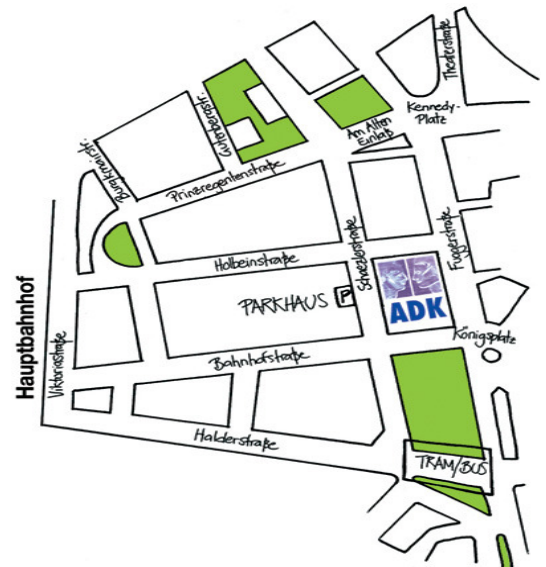 Theaterstraße
Kennedy-
Platz
Gutenbergstr.
Am Alten
Einlaß
Burgkmairstr.
Prinzregentenstraße
Holbeinstraße
Schaezlerstraße
Fuggerstraße
Hauptbahnhof
PARKHAUS
P
ADK
Viktoriastraße
Bahnhofstraße
Königsplatz
Halderstraße
TRAM/BUS